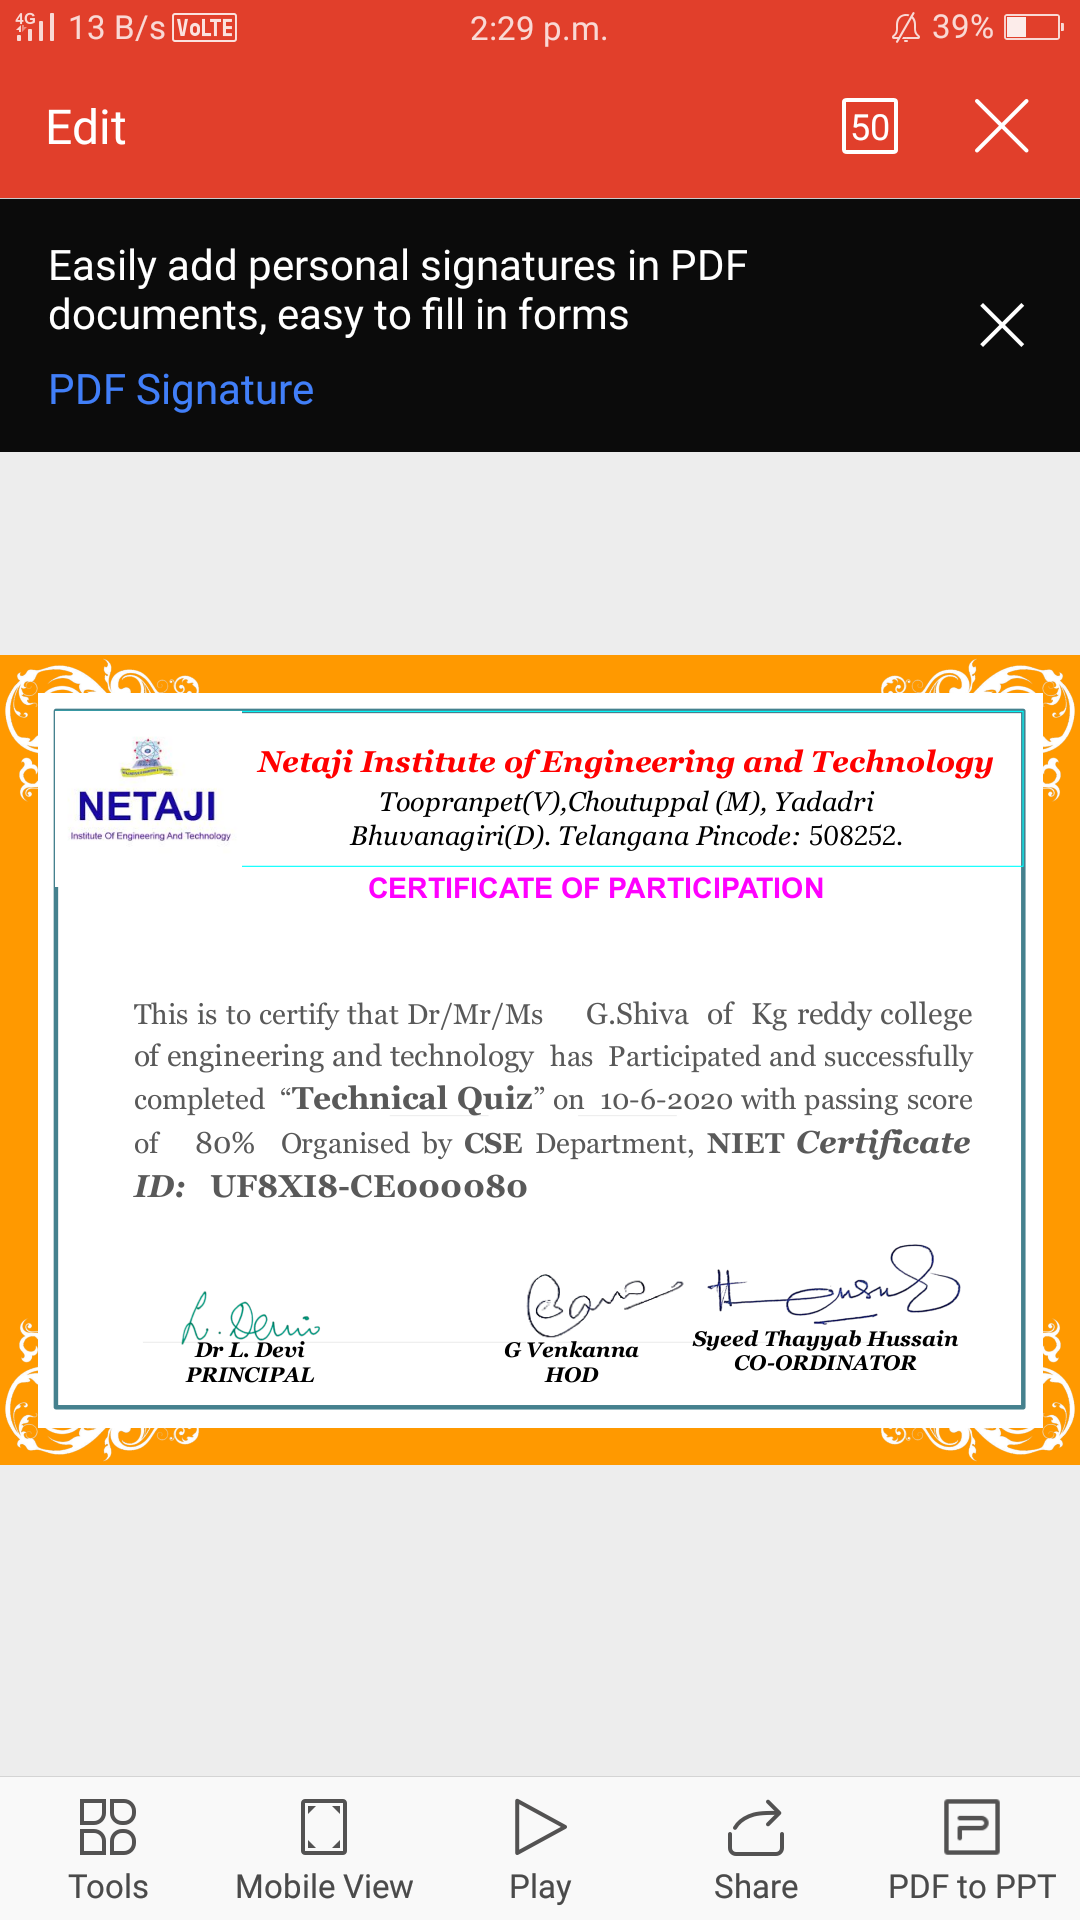 4G 13 B/s VoLTE 2:29 p.m. 39%
Edit 50
Easily add personal signatures in PDF
documents, easy to fill in forms
PDF Signature
NETAJI
Institute Of Engineering And Technology
Netaji Institute of Engineering and Technology
Toopranpet(V),Choutuppal (M), Yadadri
Bhuvanagiri(D). Telangana Pincode: 508252.
CERTIFICATE OF PARTICIPATION
This is to certify that Dr/Mr/Ms G.Shiva of Kg reddy college
of engineering and technology has Participated and successfully
completed “Technical Quiz” on 10-6-2020 with passing score
of 80% Organised by CSE Department, NIET Certificate
ID: UF8XI8-CE000080
L. Devi
Dr L. Devi
PRINCIPAL
G Venkanna
HOD
Syeed Thayyab Hussain
CO-ORDINATOR
Tools Mobile View Play Share PDF to PPT